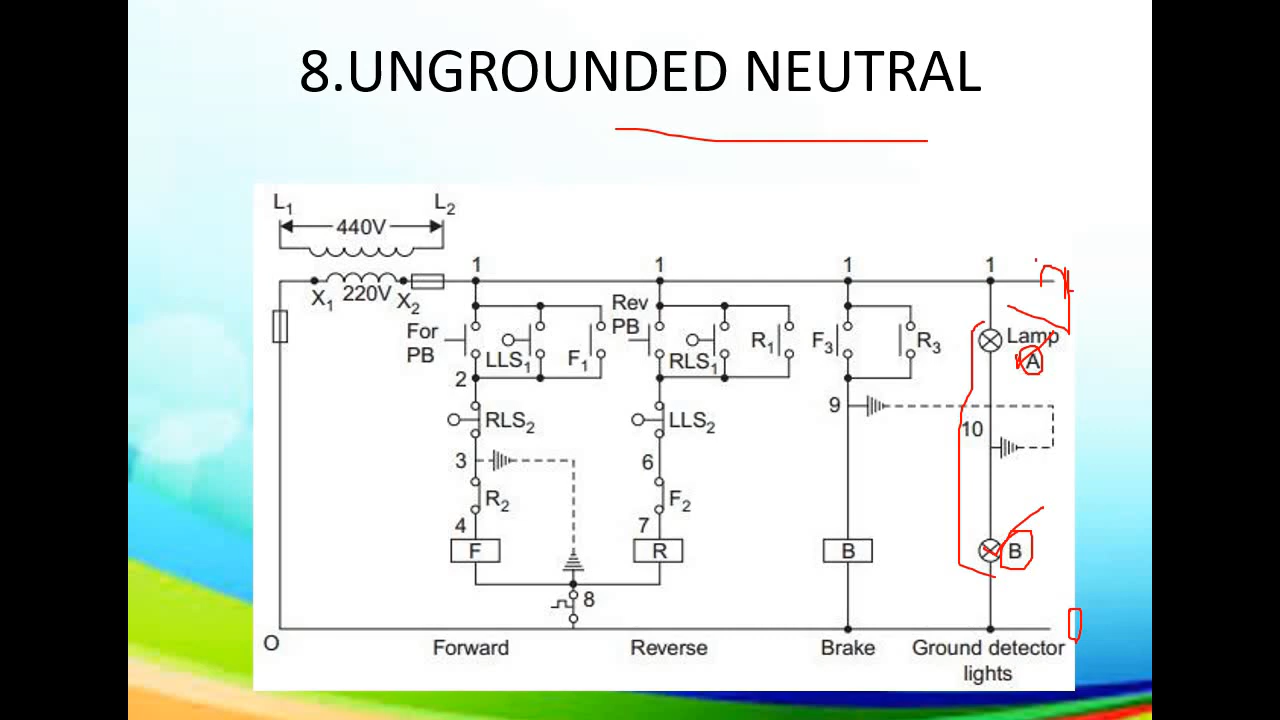 8.UNGROUNDED NEUTRAL
L1 L2
440V
1 1 1 1
X1 220V X2
For PB LLS1 F1
Rev PB RLS1 R1
F3 R3
Lamp A
2
RLS2 LLS2
9
10
3 6
R2 F2
4 7
F R B B
8
O
Forward Reverse Brake Ground detector lights